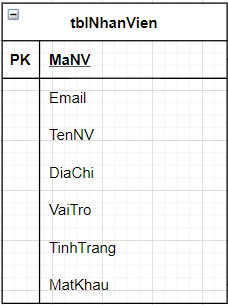 tblNhanVien
PK MaNV
Email
TenNV
DiaChi
VaiTro
TinhTrang
MatKhau